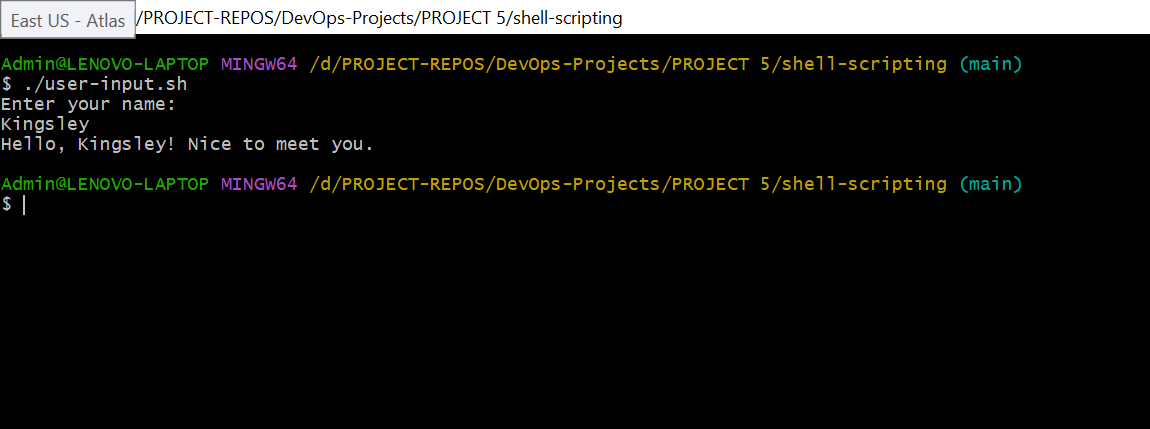 East US - Atlas /PROJECT-REPOS/DevOps-Projects/PROJECT 5/shell-scripting
Admin@LENOVO-LAPTOP MINGW64 /d/PROJECT-REPOS/DevOps-Projects/PROJECT 5/shell-scripting (main)
$ ./user-input.sh
Enter your name:
Kingsley
Hello, Kingsley! Nice to meet you.
Admin@LENOVO-LAPTOP MINGW64 /d/PROJECT-REPOS/DevOps-Projects/PROJECT 5/shell-scripting (main)
$